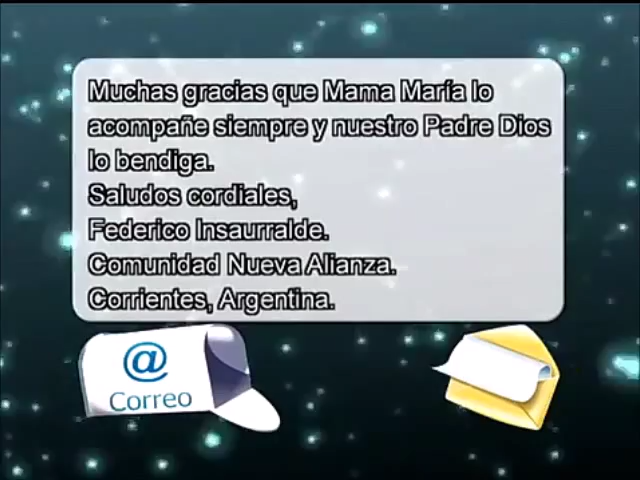 Muchas gracias que Mama María lo
acompañe siempre y nuestro Padre Dios
lo bendiga.
Saludos cordiales,
Federico Insaurralde.
Comunidad Nueva Alianza.
Corrientes, Argentina.
@
Correo